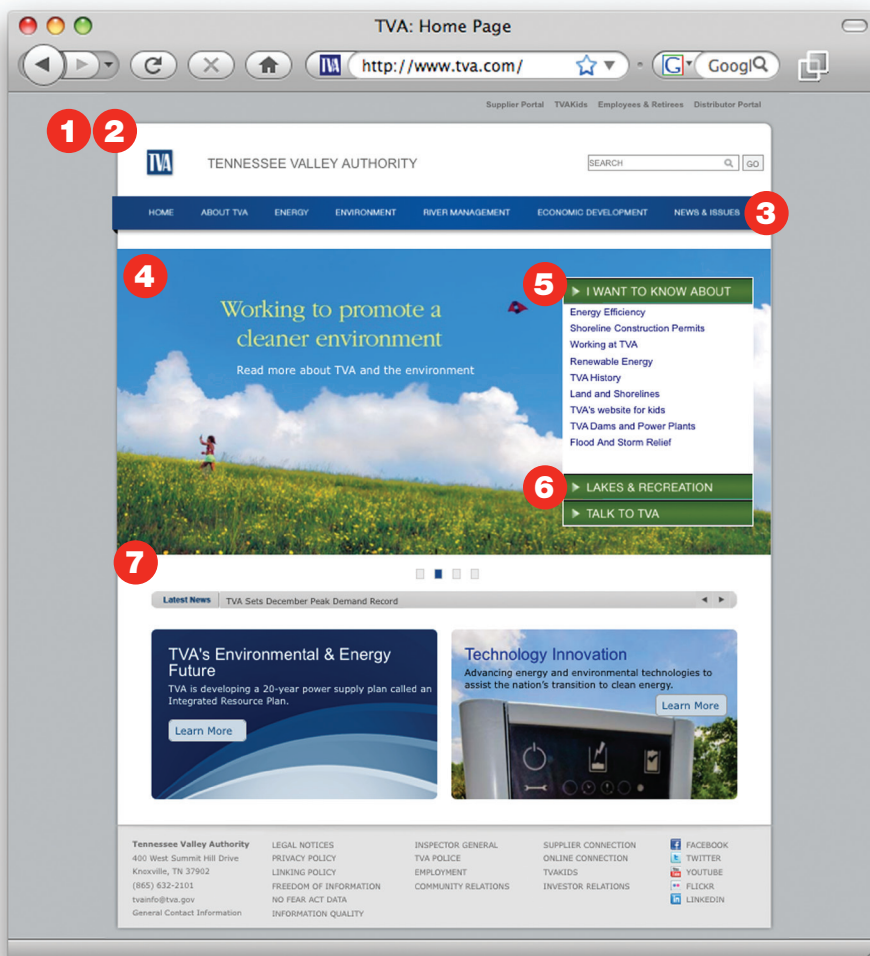 TVA: Home Page
TVA http://www.tva.com/ G Googl
Supplier Portal TVAKids Employees & Retirees Distributor Portal
1 2
TVA TENNESSEE VALLEY AUTHORITY SEARCH GO
HOME ABOUT TVA ENERGY ENVIRONMENT RIVER MANAGEMENT ECONOMIC DEVELOPMENT NEWS & ISSUES 3
4
Working to promote a
cleaner environment
Read more about TVA and the environment
5 I WANT TO KNOW ABOUT
Energy Efficiency
Shoreline Construction Permits
Working at TVA
Renewable Energy
TVA History
Land and Shorelines
TVA's website for kids
TVA Dams and Power Plants
Flood And Storm Relief
6 LAKES & RECREATION
TALK TO TVA
7
Latest News TVA Sets December Peak Demand Record
TVA's Environmental & Energy
Future
TVA is developing a 20-year power supply plan called an
Integrated Resource Plan.
Learn More
Technology Innovation
Advancing energy and environmental technologies to
assist the nation's transition to clean energy.
Learn More
Tennessee Valley Authority
400 West Summit Hill Drive
Knoxville, TN 37902
(865) 632-2101
tvainfo@tva.gov
General Contact Information
LEGAL NOTICES
PRIVACY POLICY
LINKING POLICY
FREEDOM OF INFORMATION
NO FEAR ACT DATA
INFORMATION QUALITY
INSPECTOR GENERAL
TVA POLICE
EMPLOYMENT
COMMUNITY RELATIONS
SUPPLIER CONNECTION
ONLINE CONNECTION
TVAKIDS
INVESTOR RELATIONS
FACEBOOK
TWITTER
YOUTUBE
FLICKR
LINKEDIN